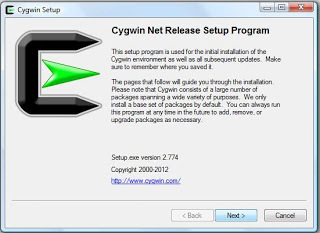 Cygwin Setup
Cygwin Net Release Setup Program
This setup program is used for the initial installation of the
Cygwin environment as well as all subsequent updates. Make
sure to remember where you saved it.
The pages that follow will guide you through the installation.
Please note that Cygwin consists of a large number of
packages spanning a wide variety of purposes. We only
install a base set of packages by default. You can always run
this program at any time in the future to add, remove, or
upgrade packages as necessary.
Setup.exe version 2.774
Copyright 2000-2012
http://www.cygwin.com/
< Back
Next >
Cancel